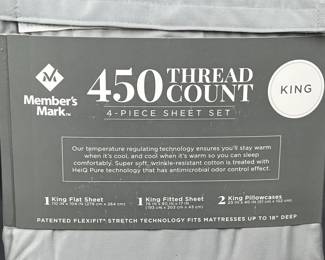 Member's
Mark™
450 THREAD
COUNT
4-PIECE SHEET SET
KING
Our temperature regulating technology ensures you'll stay warm
when it's cool, and cool when it's warm so you can sleep
comfortably. Super soft, wrinkle-resistant cotton is treated with
HeiQ Pure technology that has antimicrobial odor control effect.
1 King Flat Sheet
1 King Fitted Sheet
2 King Pillowcases
PATENTED FLEXIFIT™ STRETCH TECHNOLOGY FITS MATTRESSES UP TO 18" DEEP